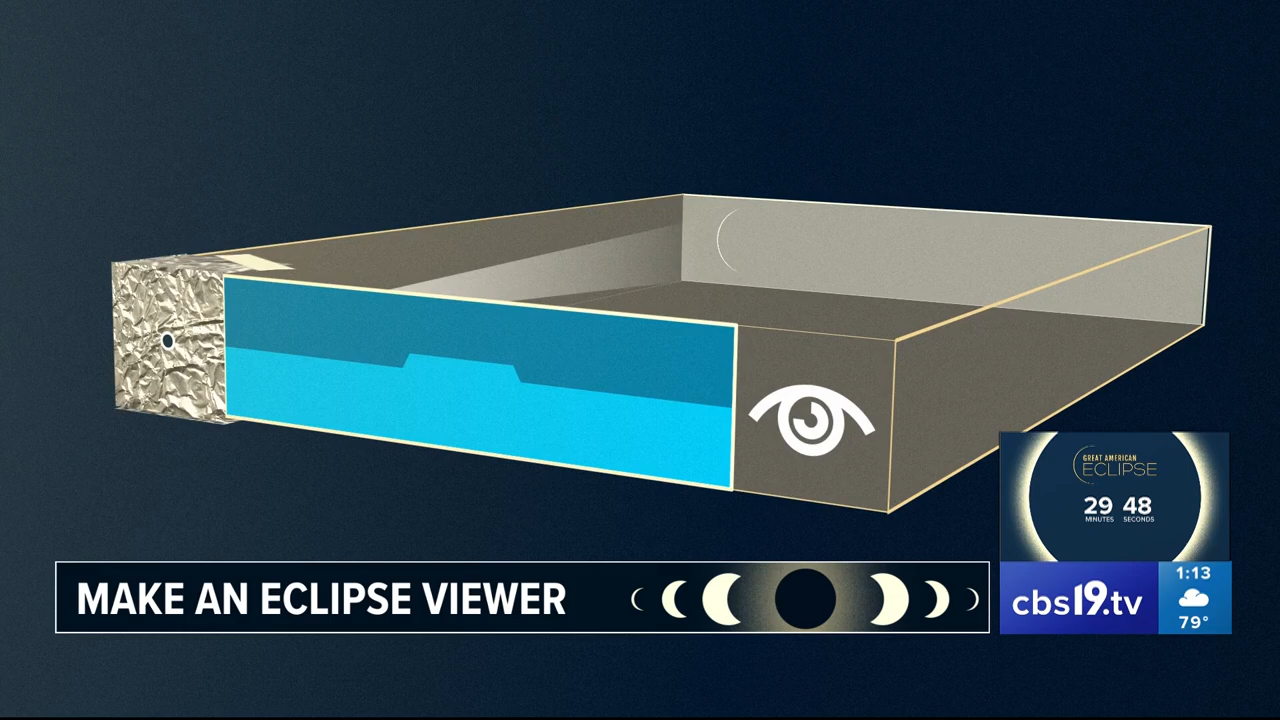 GREAT AMERICAN
ECLIPSE
29 48
MINUTES SECONDS
MAKE AN ECLIPSE VIEWER
cbs19.tv
1:13
79°